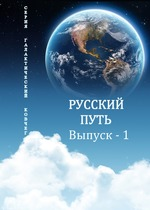 СЕРИЯ ГАЛАКТИЧЕСКИЙ КОВЧЕГ
РУССКИЙ
ПУТЬ
Выпуск - 1